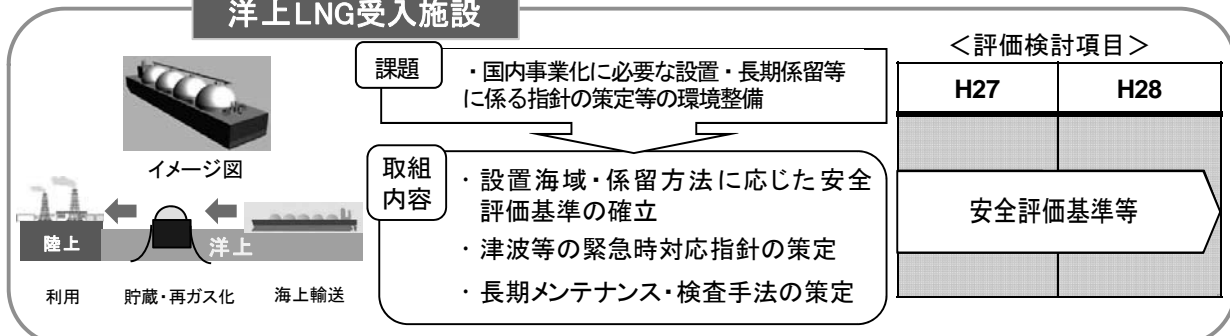 洋上LNG受入施設
イメージ図
陸上
洋上
利用
貯蔵・再ガス化
海上輸送
課題
・国内事業化に必要な設置・長期係留等
に係る指針の策定等の環境整備
取組
内容
・設置海域・係留方法に応じた安全
評価基準の確立
・津波等の緊急時対応指針の策定
・長期メンテナンス・検査手法の策定
＜評価検討項目＞
H27
H28
安全評価基準等